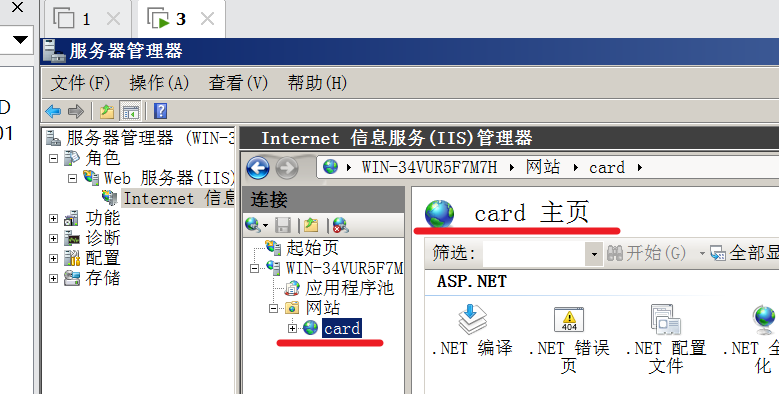 1
3
服务器管理器
文件(F) 操作(A) 查看(V) 帮助(H)
D
01
服务器管理器 (WIN-3
角色
Web 服务器(IIS)
Internet 信息
功能
诊断
配置
存储
Internet 信息服务(IIS)管理器
WIN-34VUR5F7M7H 网站 card
连接
起始页
WIN-34VUR5F7M
应用程序池
网站
card
card 主页
筛选: 开始(G) 全部显
ASP.NET
.NET 编译
404
.NET 错误
页
.NET 配置
文件
.NET 全
化